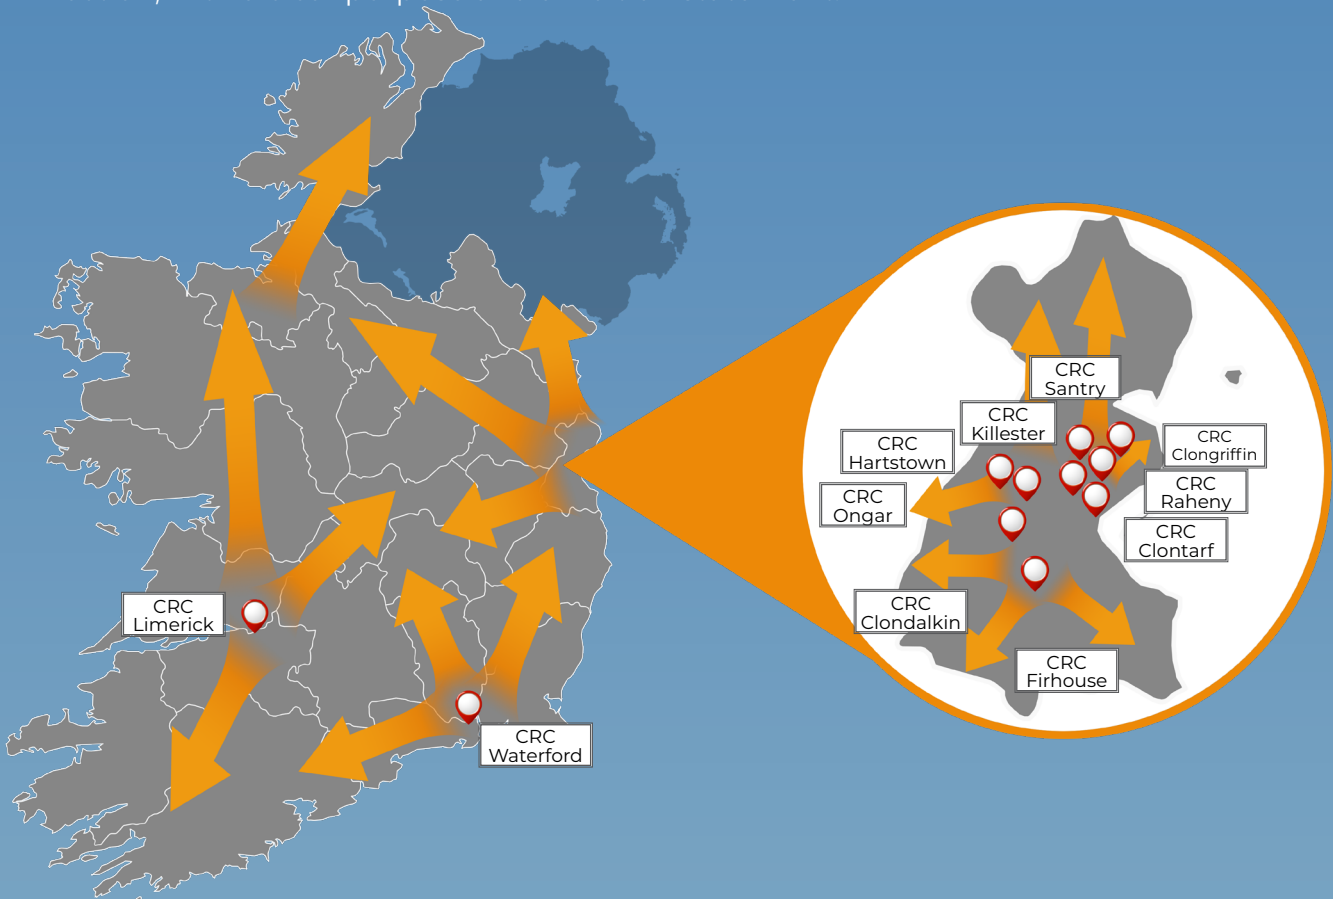 CRC
Santry
CRC
Killester
CRC
Hartstown
CRC
Clongriffin
CRC
Ongar
CRC
Raheny
CRC
Clontarf
CRC
Clondalkin
CRC
Limerick
CRC
Firhouse
CRC
Waterford